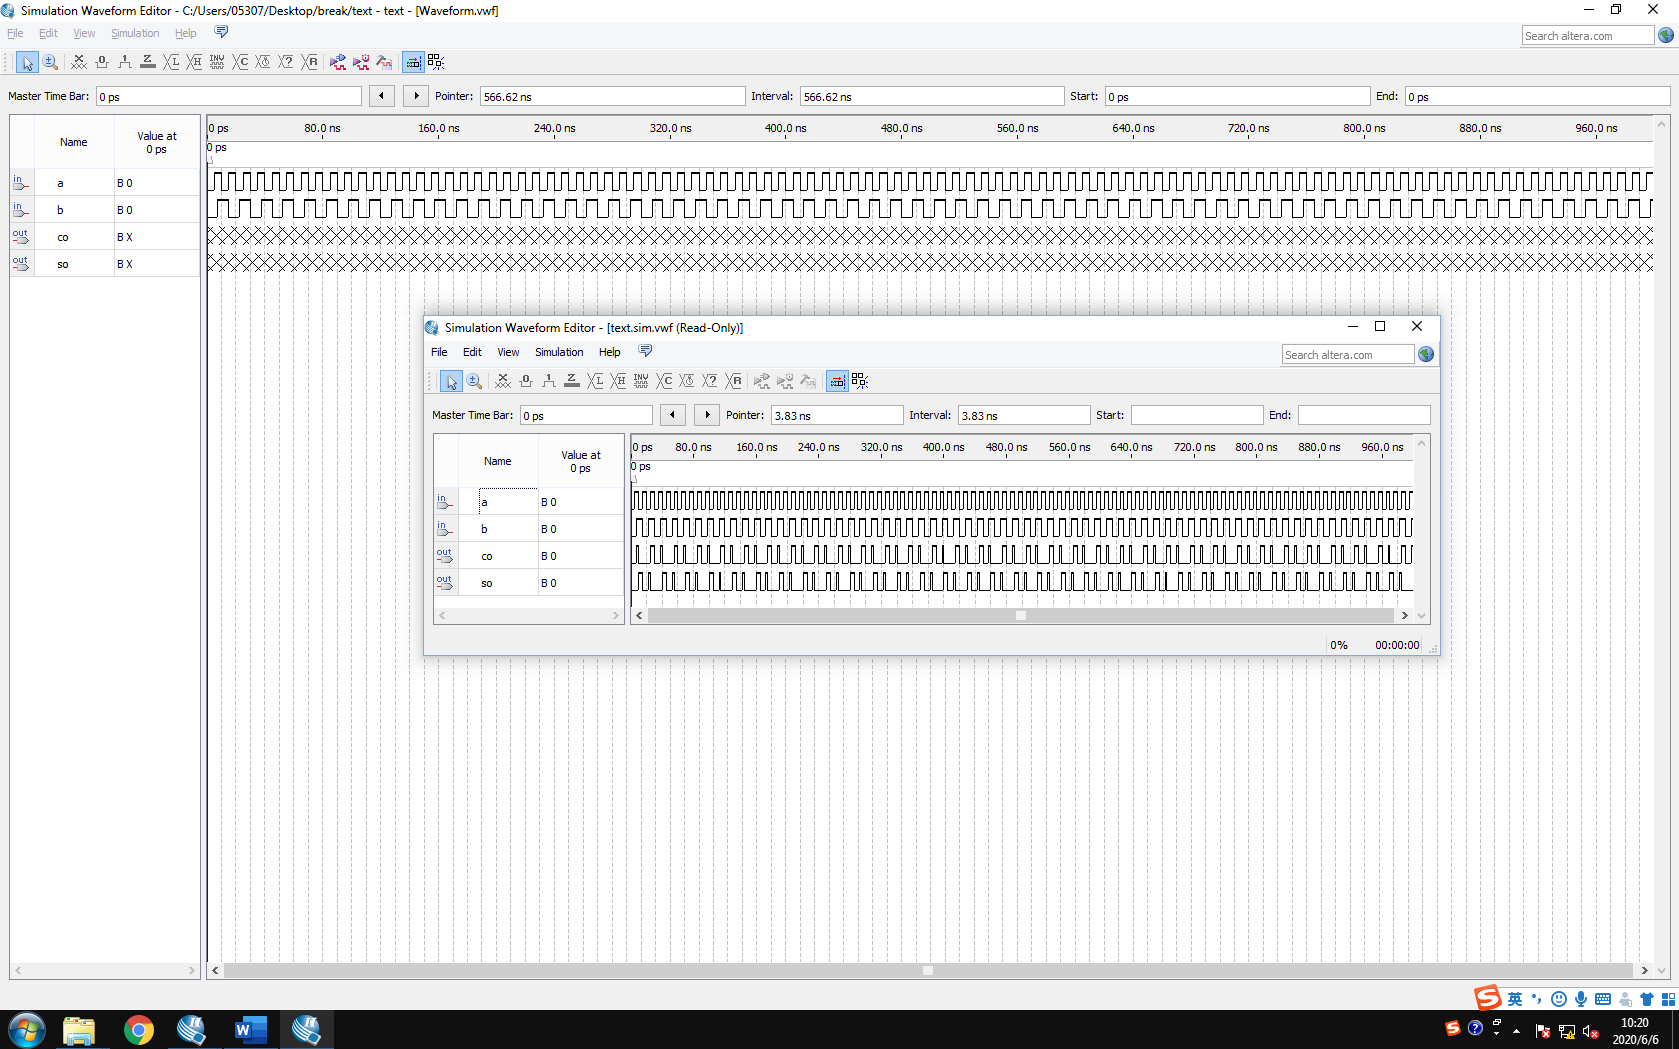 Simulation Waveform Editor - C:/Users/05307/Desktop/break/text - text - [Waveform.vwf]
File Edit View Simulation Help
Search altera.com
Master Time Bar: 0 ps Pointer: 566.62 ns Interval: 566.62 ns Start: 0 ps End: 0 ps
Name Value at 0 ps
0 ps 80.0 ns 160.0 ns 240.0 ns 320.0 ns 400.0 ns 480.0 ns 560.0 ns 640.0 ns 720.0 ns 800.0 ns 880.0 ns 960.0 ns
0 ps
in a B 0
in b B 0
out co B X
out so B X
Simulation Waveform Editor - [text.sim.vwf (Read-Only)]
File Edit View Simulation Help
Search altera.com
Master Time Bar: 0 ps Pointer: 3.83 ns Interval: 3.83 ns Start: End:
Name Value at 0 ps
0 ps 80.0 ns 160.0 ns 240.0 ns 320.0 ns 400.0 ns 480.0 ns 560.0 ns 640.0 ns 720.0 ns 800.0 ns 880.0 ns 960.0 ns
0 ps
in a B 0
in b B 0
out co B 0
out so B 0
0% 00:00:00
英
10:20
2020/6/6